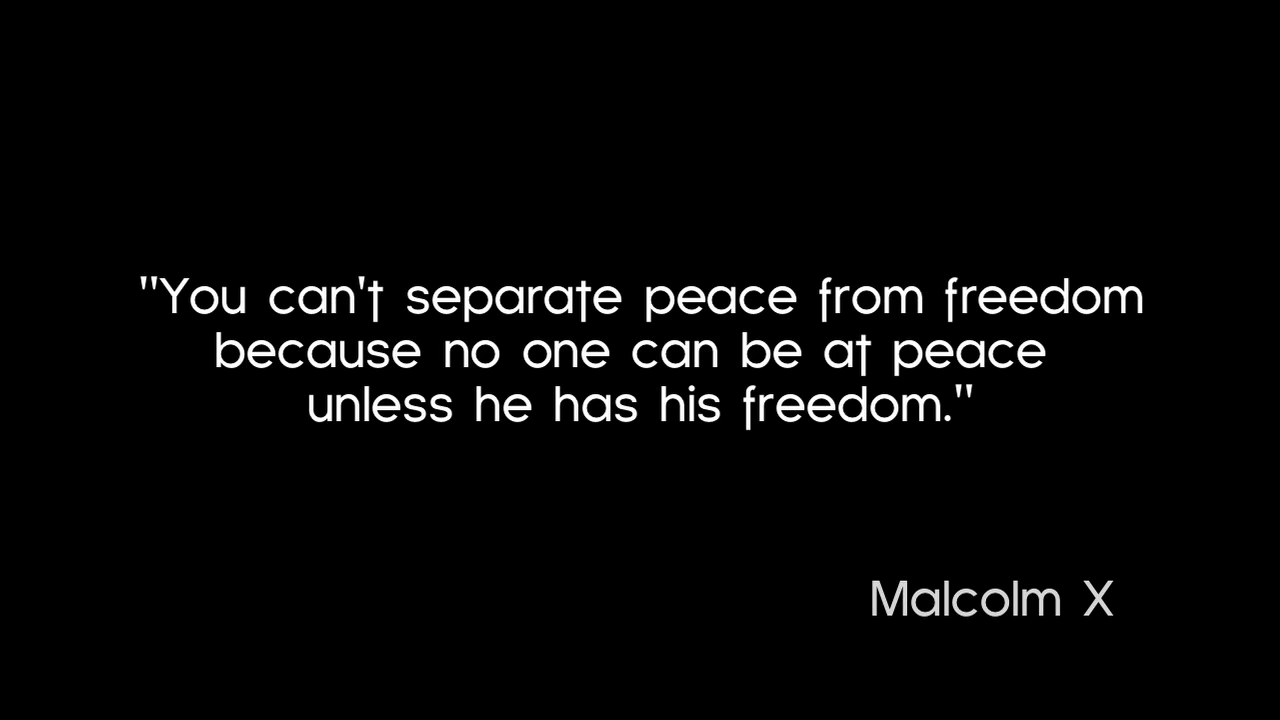 "You can't separate peace from freedom
because no one can be at peace
unless he has his freedom."
Malcolm X